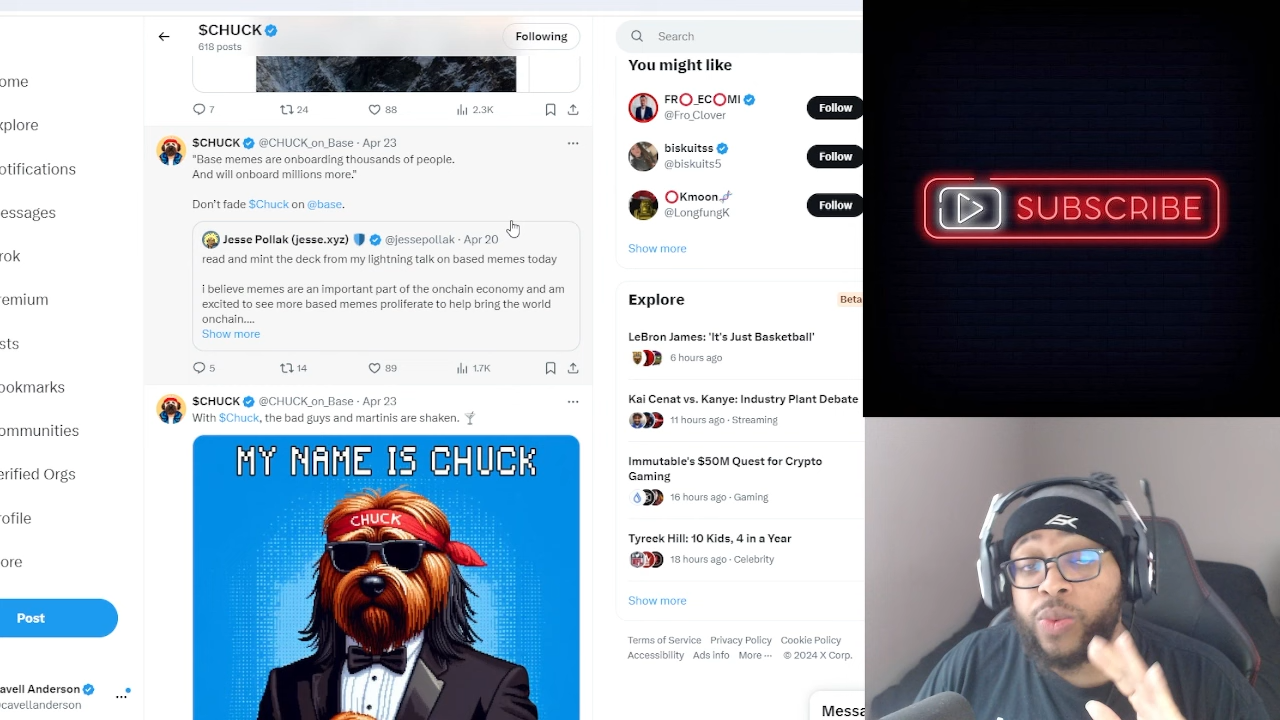 $CHUCK
618 posts
Following
Search
ome
xplore
otifications
essages
rok
remium
sts
ookmarks
ommunities
erified Orgs
rofile
ore
Post
avell Anderson
cavellanderson
7 24 88 2.3K
$CHUCK @CHUCK_on_Base · Apr 23
"Base memes are onboarding thousands of people.
And will onboard millions more."
Don't fade $Chuck on @base.
Jesse Pollak (jesse.xyz) @jessepollak · Apr 20
read and mint the deck from my lightning talk on based memes today
i believe memes are an important part of the onchain economy and am
excited to see more based memes proliferate to help bring the world
onchain....
Show more
5 14 89 1.7K
$CHUCK @CHUCK_on_Base · Apr 23
With $Chuck, the bad guys and martinis are shaken.
MY NAME IS CHUCK
CHUCK
You might like
FR⭕_EC⭕MI
@Fro_Clover
Follow
biskuitss
@biskuits5
Follow
⭕Kmoon
@LongfungK
Follow
Show more
Explore
Beta
LeBron James: 'It's Just Basketball'
6 hours ago
Kai Cenat vs. Kanye: Industry Plant Debate
11 hours ago · Streaming
Immutable's $50M Quest for Crypto
Gaming
16 hours ago · Gaming
Tyreek Hill: 10 Kids, 4 in a Year
18 hours ago · Celebrity
Show more
Terms of Service Privacy Policy Cookie Policy
Accessibility Ads info More ··· © 2024 X Corp.
Messa
SUBSCRIBE